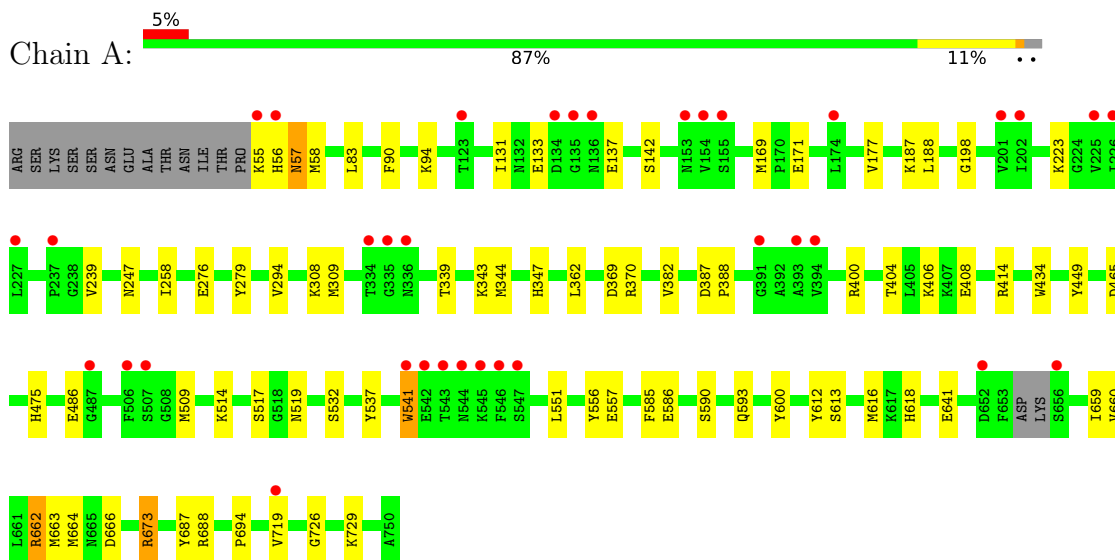 5%
Chain A:
87% 11% • •
ARG SER LYS SER SER ASN GLU ALA THR ASN ILE THR PRO K55 H56 N57 M58 L83 F90 K94 T123 I131 N132 E133 D134 G135 N136 E137 S142 N153 V154 S155 M169 P170 E171 L174 V177 K187 L188 G198 V201 I202 K223 G224 V225 I226
L227 P237 G238 V239 N247 I258 E276 Y279 V294 K308 M309 T334 G335 N336 T339 K343 M344 H347 L362 D369 R370 V382 D387 P388 G391 A392 A393 V394 R400 T404 L405 K406 K407 E408 R414 W434 Y449
H475 E486 G487 F506 S507 G508 M509 K514 S517 G518 N519 S532 Y537 W541 E542 T543 N544 K545 F546 S547 L551 Y556 E557 F585 E586 S590 Q593 Y600 Y612 S613 M616 K617 H618 E641 D652 F653 ASP LYS S656 I659
L661 R662 M663 M664 N665 D666 R673 Y687 R688 P694 V719 G726 K729 A750